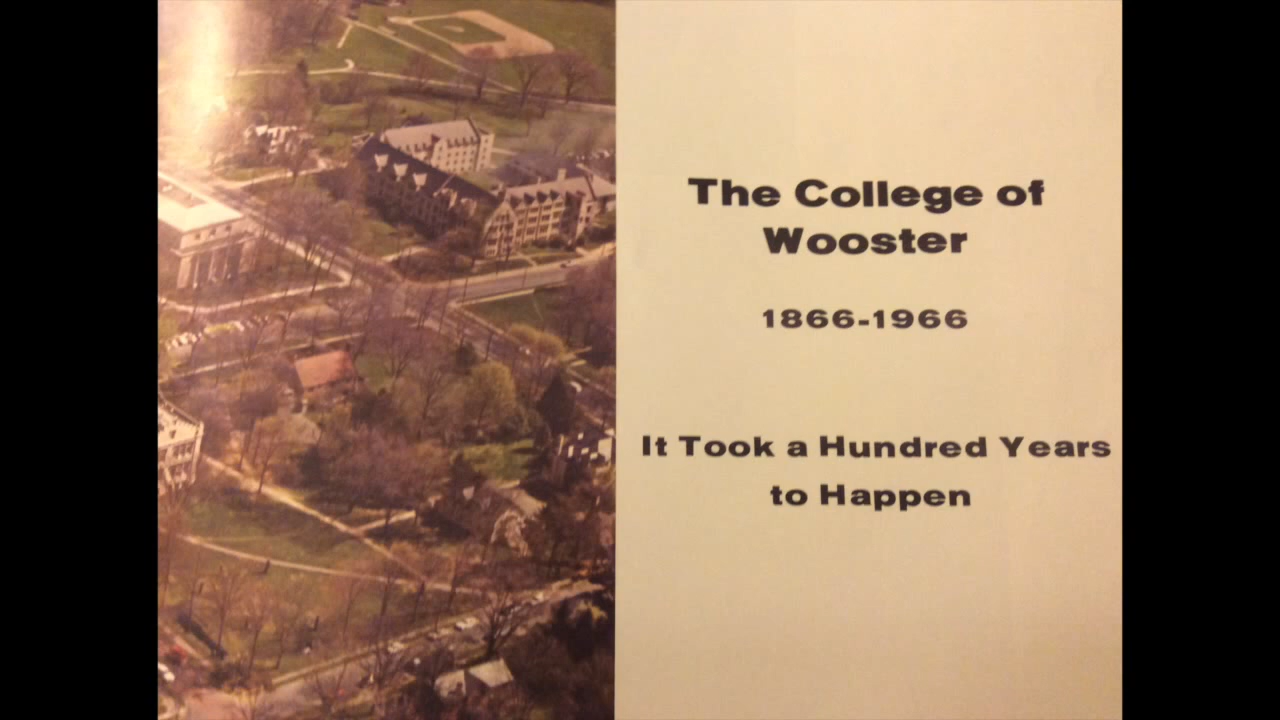 The College of
Wooster
1866-1966
It Took a Hundred Years
to Happen